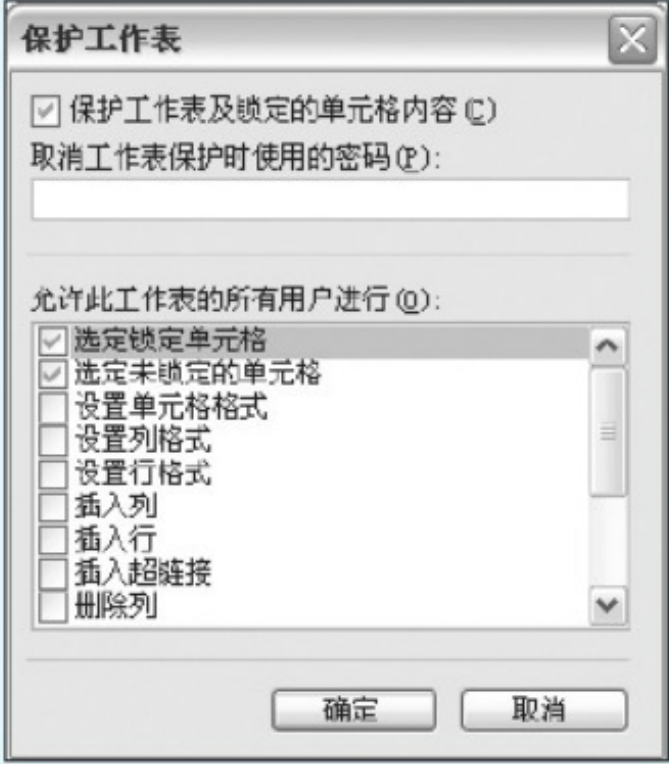 保护工作表
保护工作表及锁定的单元格内容(C)
取消工作表保护时使用的密码(P):
允许此工作表的所有用户进行(O):
选定锁定单元格
选定未锁定的单元格
设置单元格格式
设置列格式
设置行格式
插入列
插入行
插入超链接
删除列
确定
取消